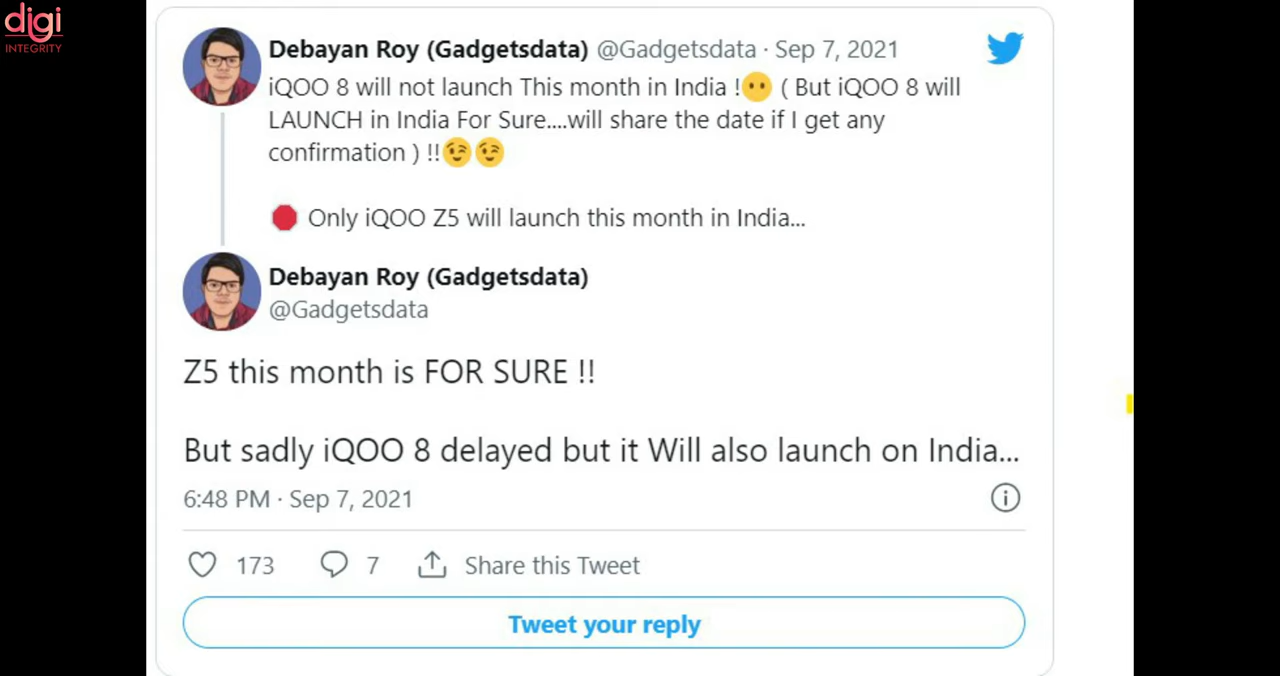 digi
INTEGRITY
Debayan Roy (Gadgetsdata) @Gadgetsdata · Sep 7, 2021
iQOO 8 will not launch This month in India !😶 ( But iQOO 8 will
LAUNCH in India For Sure....will share the date if I get any
confirmation ) !!😉😉
🛑 Only iQOO Z5 will launch this month in India...
Debayan Roy (Gadgetsdata)
@Gadgetsdata
Z5 this month is FOR SURE !!
But sadly iQOO 8 delayed but it Will also launch on India...
6:48 PM · Sep 7, 2021
173 7 Share this Tweet
Tweet your reply